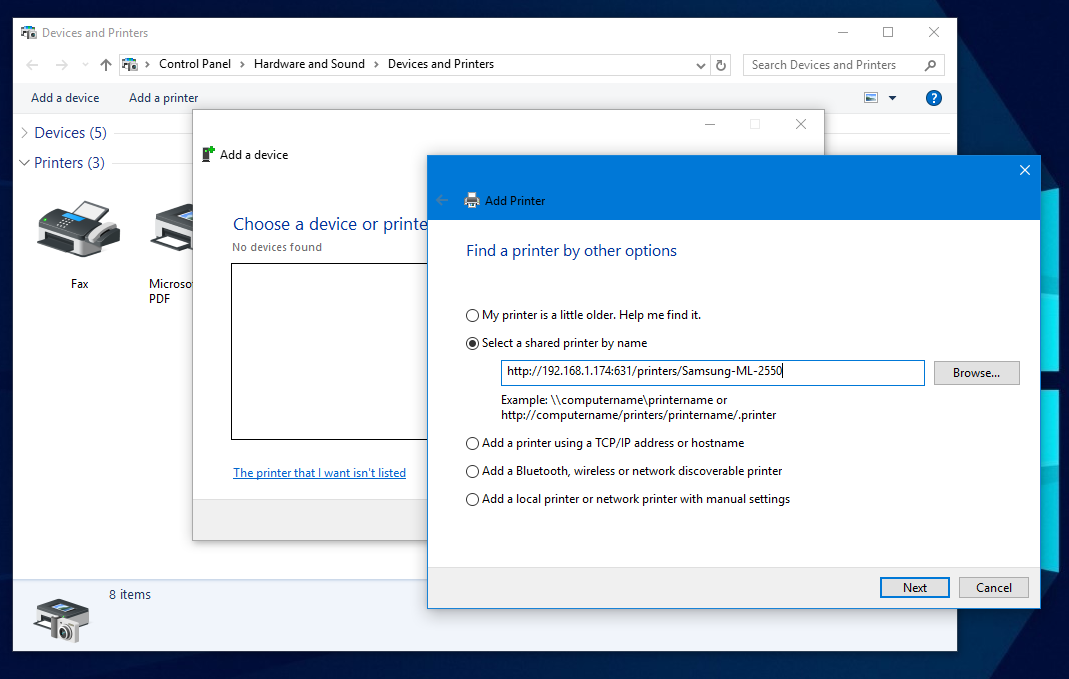 Devices and Printers
Control Panel
Hardware and Sound
Devices and Printers
Search Devices and Printers
Add a device
Add a printer
?
Devices (5)
Printers (3)
Fax
PDF
8 items
Add a device
Choose a device or
No devices found
The printer that I want isn't listed
Add Printer
Find a printer by other options
My printer is a little older. Help me find it.
Select a shared printer by name
http://192.168.1.174:631/printers/Samsung-ML-2550
Browse...
Example: \\computername\printername or
http://computername/printers/printername/.printer
Add a printer using a TCP/IP address or hostname
Add a Bluetooth, wireless or network discoverable printer
Add a local printer or network printer with manual settings
Next
Cancel